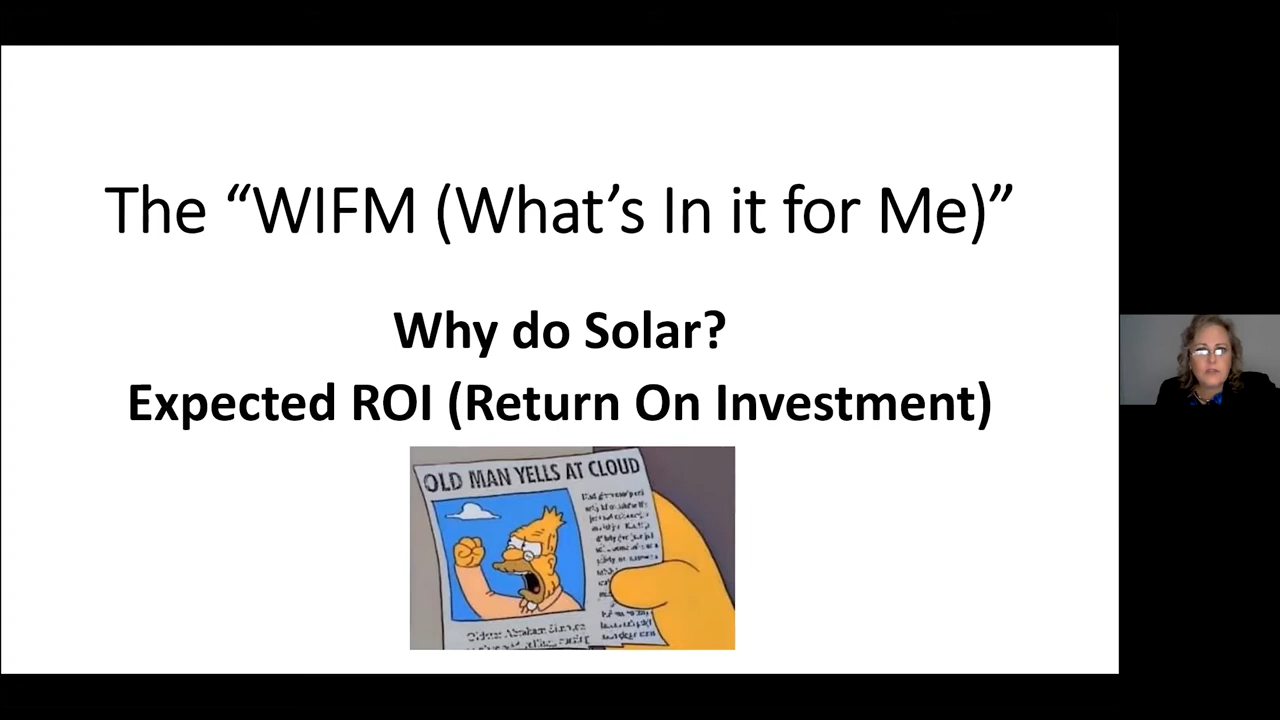 The “WIFM (What’s In it for Me)”
Why do Solar?
Expected ROI (Return On Investment)
OLD MAN YELLS AT CLOUD